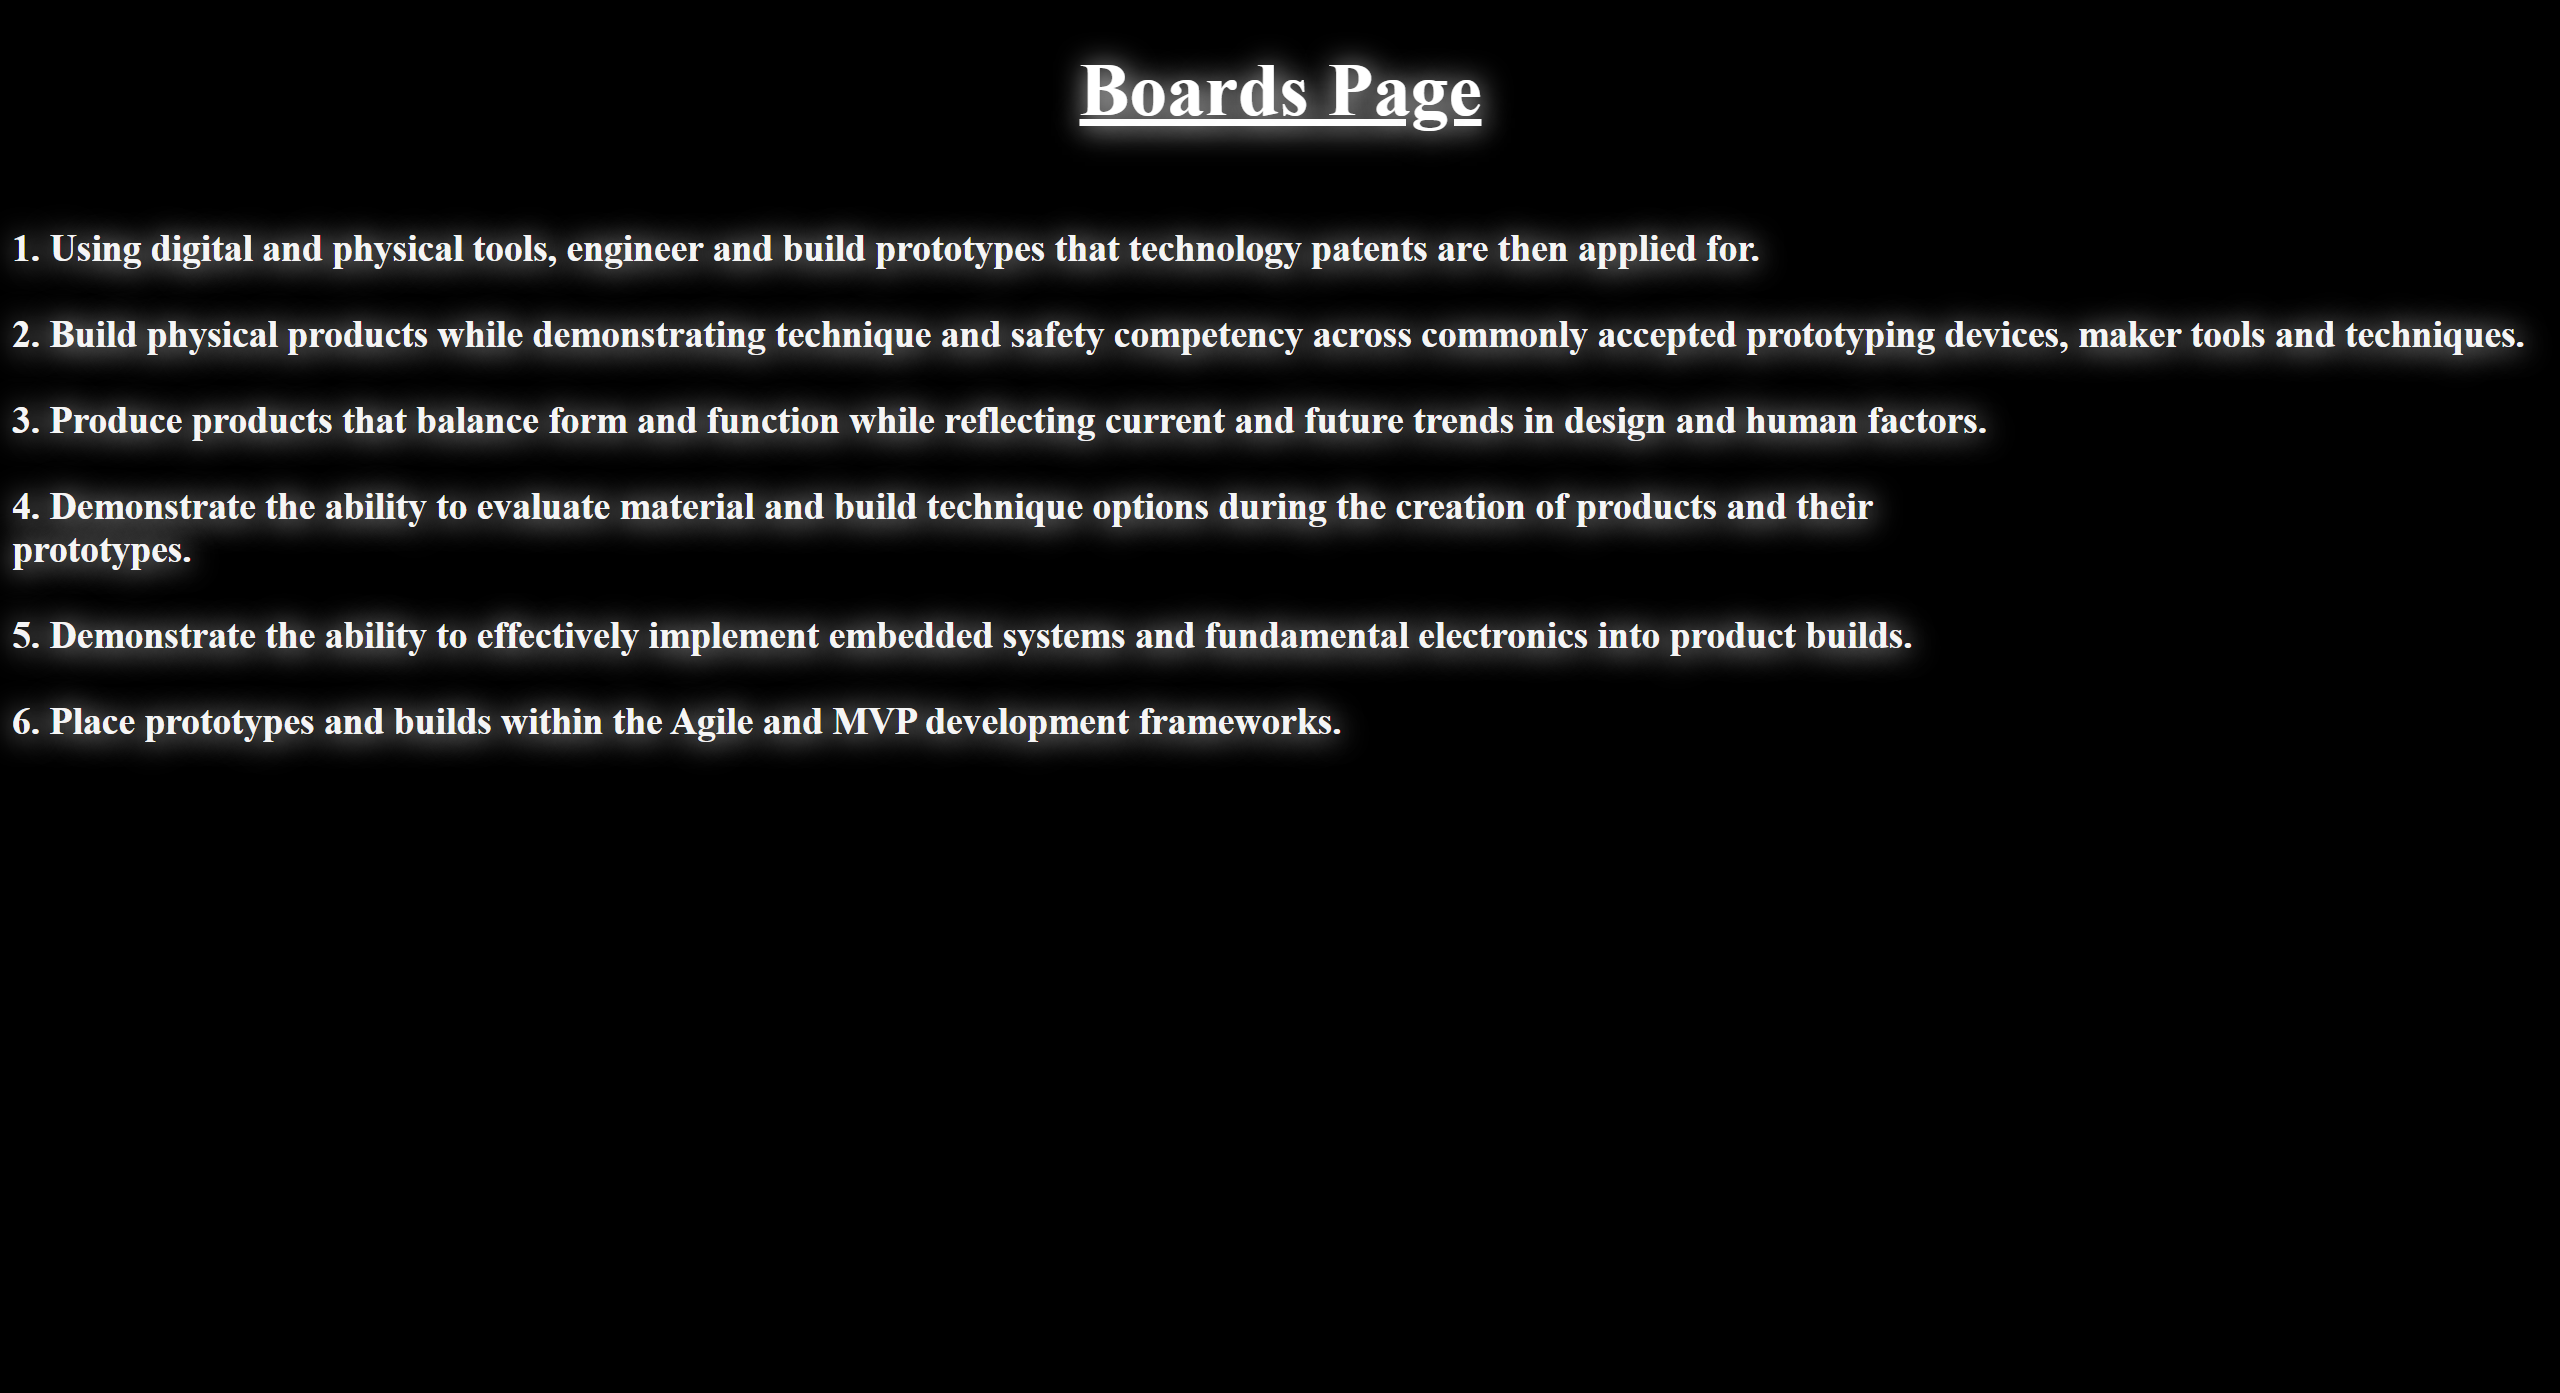 Boards Page
1. Using digital and physical tools, engineer and build prototypes that technology patents are then applied for.
2. Build physical products while demonstrating technique and safety competency across commonly accepted prototyping devices, maker tools and techniques.
3. Produce products that balance form and function while reflecting current and future trends in design and human factors.
4. Demonstrate the ability to evaluate material and build technique options during the creation of products and their
prototypes.
5. Demonstrate the ability to effectively implement embedded systems and fundamental electronics into product builds.
6. Place prototypes and builds within the Agile and MVP development frameworks.